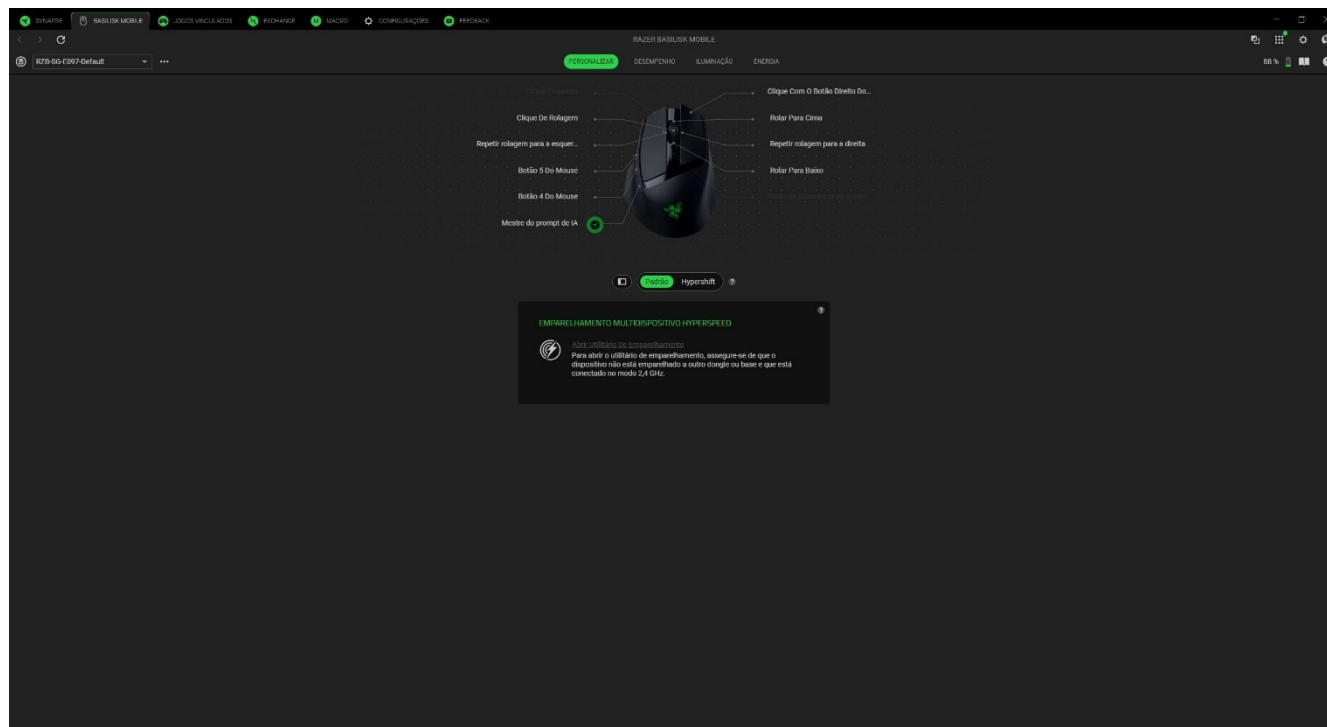 SYNAPSE
BASILISK MOBILE
JOGOS VINCULADOS
EXCHANGE
MACRO
CONFIGURAÇÕES
FEEDBACK
RAZER BASILISK MOBILE
RZB-SG-E097-Default
PERSONALIZAR
DESEMPENHO
ILUMINAÇÃO
ENERGIA
88 %
Clique Esquerdo
Clique Com O Botão Direito Do...
Clique De Rolagem
Rolar Para Cima
Repetir rolagem para a esquer...
Repetir rolagem para a direita
Botão 5 Do Mouse
Rolar Para Baixo
Botão 4 Do Mouse
Mestre do prompt de IA
Padrão
Hypershift
?
?
EMPARELHAMENTO MULTIDISPOSITIVO HYPERSPEED
Abrir Utilitário De Emparelhamento
Para abrir o utilitário de emparelhamento, assegure-se de que o
dispositivo não está emparelhado a outro dongle ou base e que está
conectado no modo 2,4 GHz.